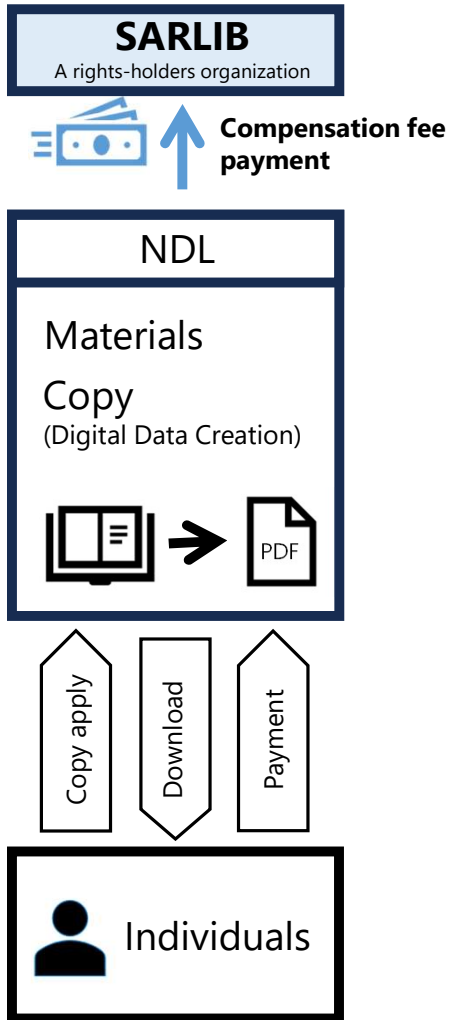 SARLIB
A rights-holders organization
Compensation fee
payment
NDL
Materials
Copy
(Digital Data Creation)
PDF
Copy apply
Download
Payment
Individuals